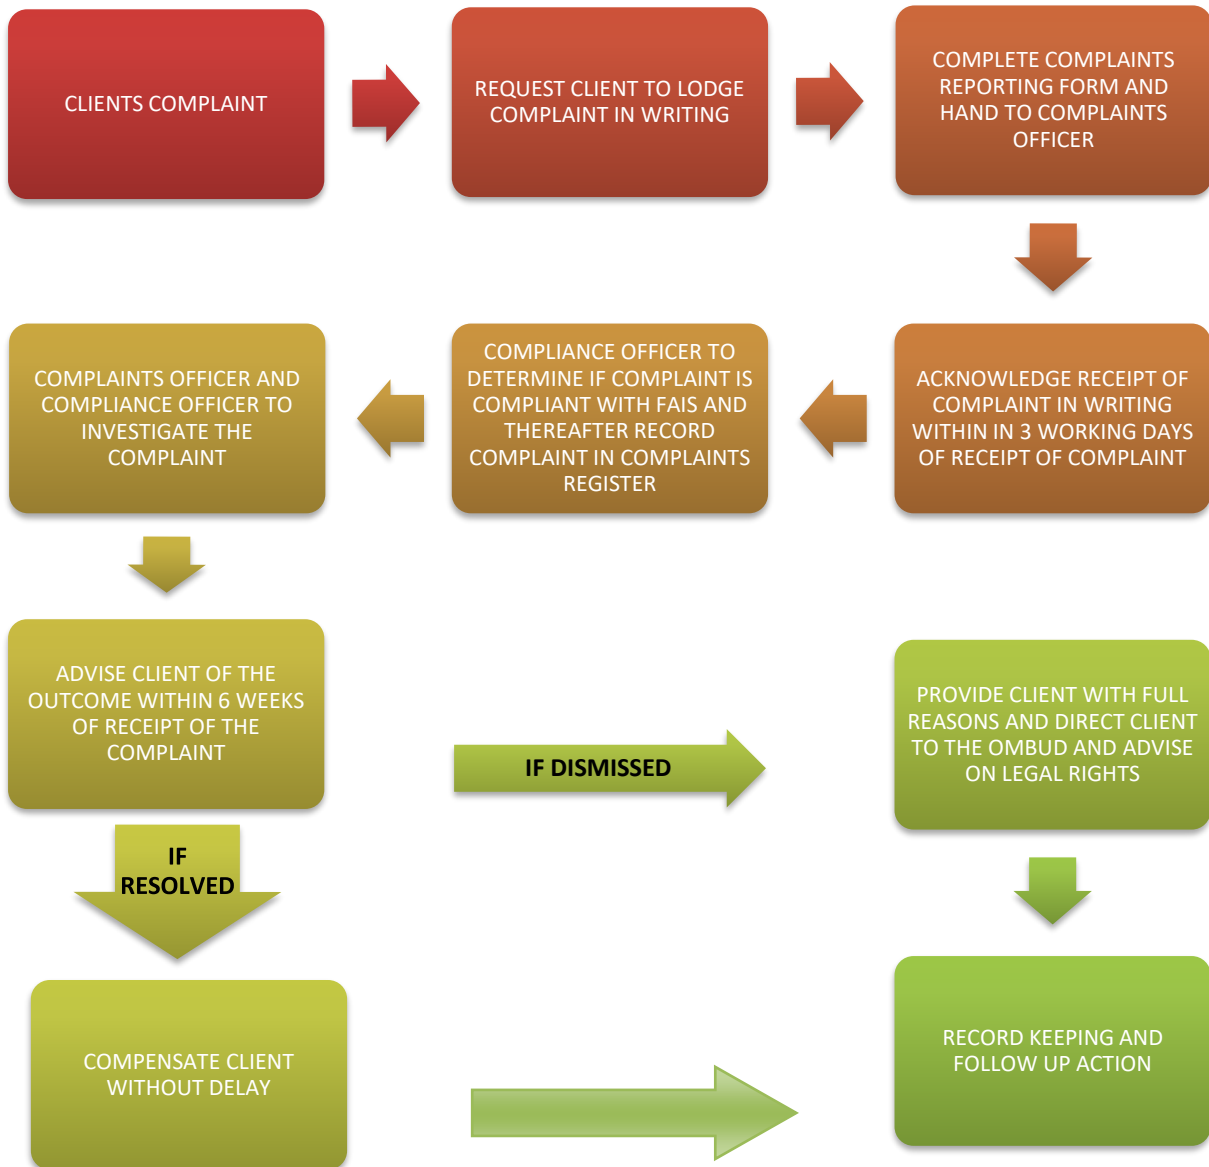 CLIENTS COMPLAINT
REQUEST CLIENT TO LODGE
COMPLAINT IN WRITING
COMPLETE COMPLAINTS
REPORTING FORM AND
HAND TO COMPLAINTS
OFFICER
ACKNOWLEDGE RECEIPT OF
COMPLAINT IN WRITING
WITHIN IN 3 WORKING DAYS
OF RECEIPT OF COMPLAINT
COMPLIANCE OFFICER TO
DETERMINE IF COMPLAINT IS
COMPLIANT WITH FAIS AND
THEREAFTER RECORD
COMPLAINT IN COMPLAINTS
REGISTER
COMPLAINTS OFFICER AND
COMPLIANCE OFFICER TO
INVESTIGATE THE
COMPLAINT
ADVISE CLIENT OF THE
OUTCOME WITHIN 6 WEEKS
OF RECEIPT OF THE
COMPLAINT
IF DISMISSED
PROVIDE CLIENT WITH FULL
REASONS AND DIRECT CLIENT
TO THE OMBUD AND ADVISE
ON LEGAL RIGHTS
IF
RESOLVED
COMPENSATE CLIENT
WITHOUT DELAY
RECORD KEEPING AND
FOLLOW UP ACTION